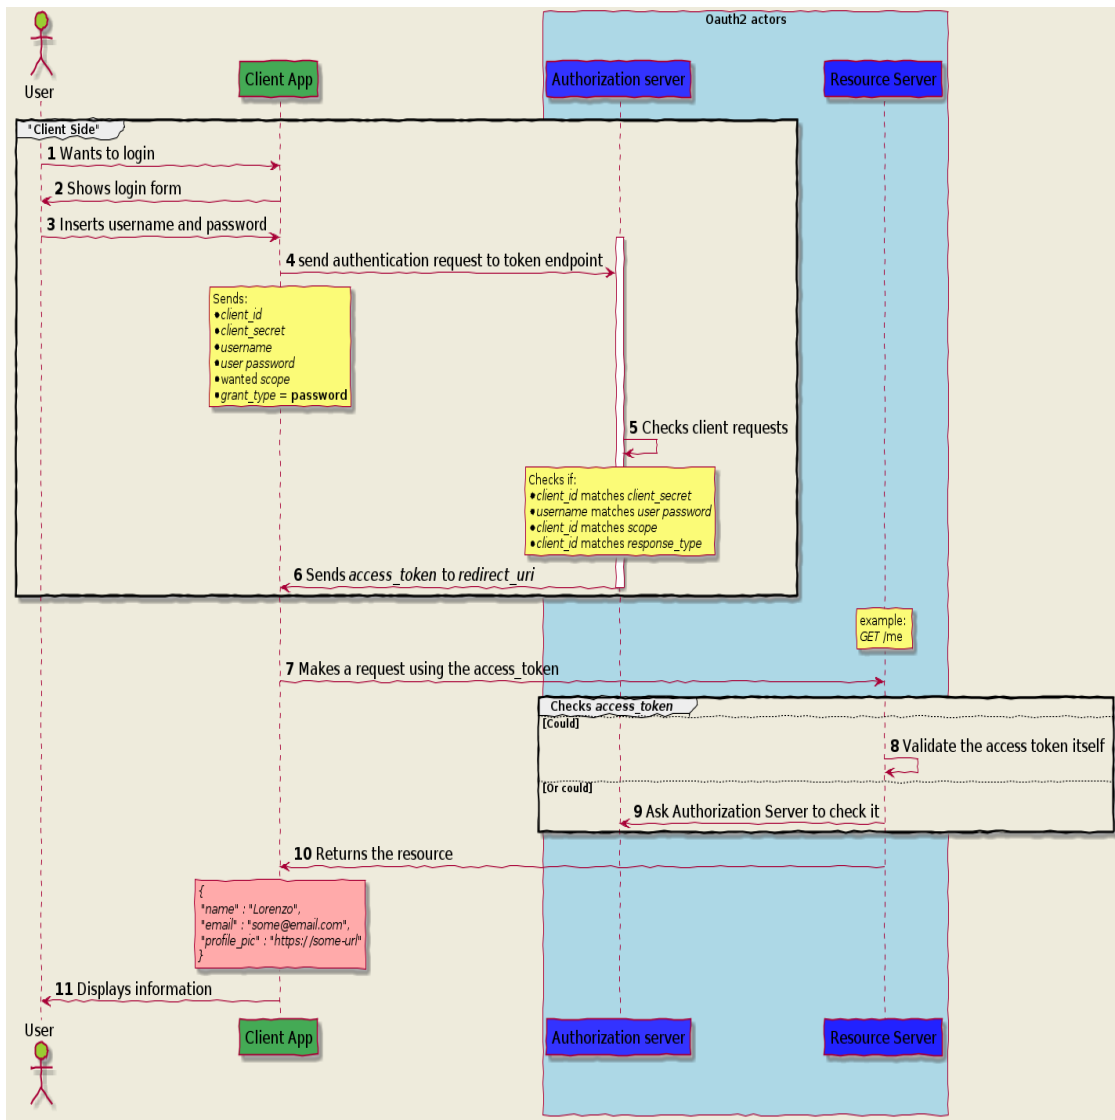 Oauth2 actors
User
Client App
Authorization server
Resource Server
"Client Side"
1 Wants to login
2 Shows login form
3 Inserts username and password
4 send authentication request to token endpoint
Sends:
•client_id
•client_secret
•username
•user password
•wanted scope
•grant_type = password
5 Checks client requests
Checks if:
•client_id matches client_secret
•username matches user password
•client_id matches scope
•client_id matches response_type
6 Sends access_token to redirect_uri
example:
GET /me
7 Makes a request using the access_token
Checks access_token
[Could]
8 Validate the access token itself
[Or could]
9 Ask Authorization Server to check it
10 Returns the resource
{
"name" : "Lorenzo",
"email" : "some@email.com",
"profile_pic" : "https://some-url"
}
11 Displays information
User
Client App
Authorization server
Resource Server